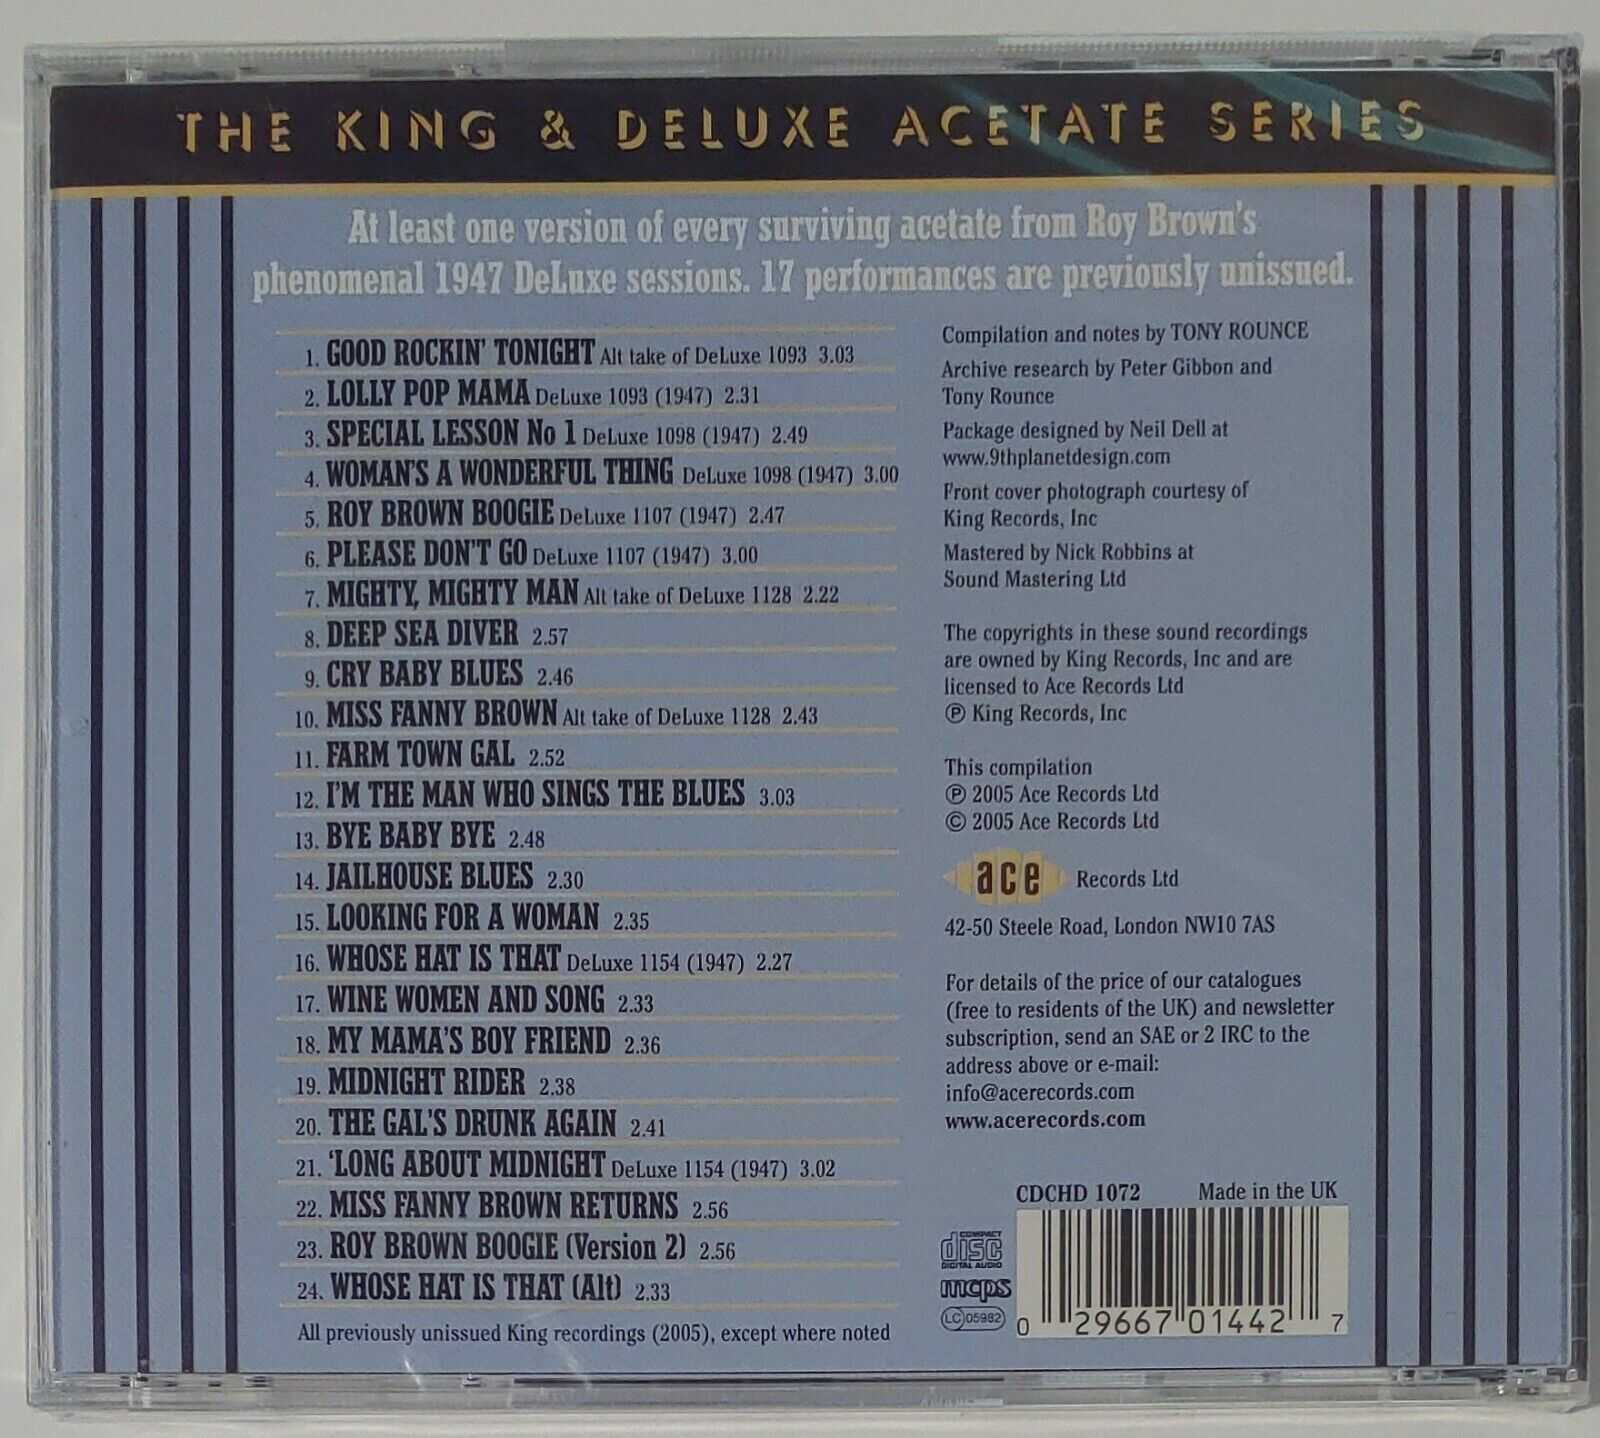 THE KING & DELUXE ACETATE SERIES
At least one version of every surviving acetate from Roy Brown's
phenomenal 1947 DeLuxe sessions. 17 performances are previously unissued.
1. GOOD ROCKIN' TONIGHT Alt take of DeLuxe 1093 3.03
2. LOLLY POP MAMA DeLuxe 1093 (1947) 2.31
3. SPECIAL LESSON No 1 DeLuxe 1098 (1947) 2.49
4. WOMAN'S A WONDERFUL THING DeLuxe 1098 (1947) 3.00
5. ROY BROWN BOOGIE DeLuxe 1107 (1947) 2.47
6. PLEASE DON'T GO DeLuxe 1107 (1947) 3.00
7. MIGHTY, MIGHTY MAN Alt take of DeLuxe 1128 2.22
8. DEEP SEA DIVER 2.57
9. CRY BABY BLUES 2.46
10. MISS FANNY BROWN Alt take of DeLuxe 1128 2.43
11. FARM TOWN GAL 2.52
12. I'M THE MAN WHO SINGS THE BLUES 3.03
13. BYE BABY BYE 2.48
14. JAILHOUSE BLUES 2.30
15. LOOKING FOR A WOMAN 2.35
16. WHOSE HAT IS THAT DeLuxe 1154 (1947) 2.27
17. WINE WOMEN AND SONG 2.33
18. MY MAMA'S BOY FRIEND 2.36
19. MIDNIGHT RIDER 2.38
20. THE GAL'S DRUNK AGAIN 2.41
21. 'LONG ABOUT MIDNIGHT DeLuxe 1154 (1947) 3.02
22. MISS FANNY BROWN RETURNS 2.56
23. ROY BROWN BOOGIE (Version 2) 2.56
24. WHOSE HAT IS THAT (Alt) 2.33
All previously unissued King recordings (2005), except where noted
Compilation and notes by TONY ROUNCE
Archive research by Peter Gibbon and
Tony Rounce
Package designed by Neil Dell at
www.9thplanetdesign.com
Front cover photograph courtesy of
King Records, Inc
Mastered by Nick Robbins at
Sound Mastering Ltd
The copyrights in these sound recordings
are owned by King Records, Inc and are
licensed to Ace Records Ltd
℗ King Records, Inc
This compilation
℗ 2005 Ace Records Ltd
© 2005 Ace Records Ltd
ace Records Ltd
42-50 Steele Road, London NW10 7AS
For details of the price of our catalogues
(free to residents of the UK) and newsletter
subscription, send an SAE or 2 IRC to the
address above or e-mail:
info@acerecords.com
www.acerecords.com
CDCHD 1072 Made in the UK
COMPACT
disc
DIGITAL AUDIO
mcps
LC 05982
0 29667 01442 7